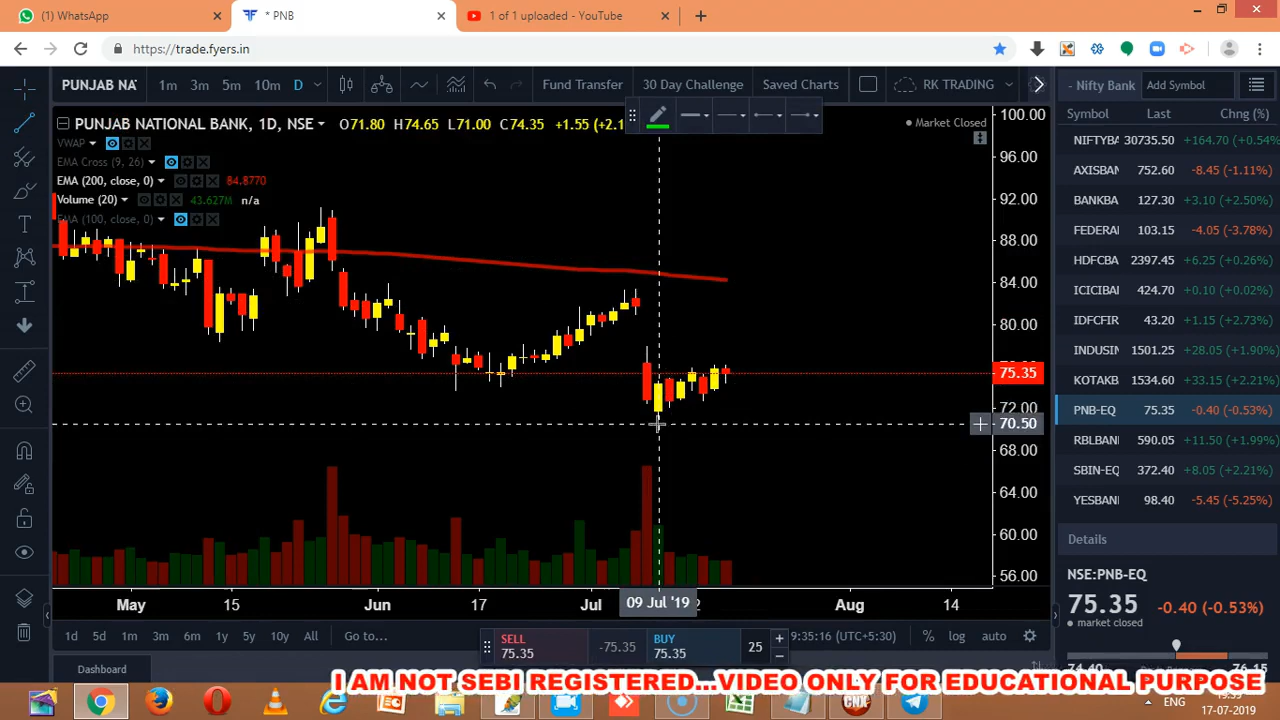 (1) WhatsApp
* PNB
1 of 1 uploaded - YouTube
https://trade.fyers.in
PUNJAB NA 1m 3m 5m 10m D Fund Transfer 30 Day Challenge Saved Charts RK TRADING
- Nifty Bank Add Symbol
Symbol Last Chng (%)
PUNJAB NATIONAL BANK, 1D, NSE O71.80 H74.65 L71.00 C74.35 +1.55 (+2.1
Market Closed
VWAP
EMA Cross (9, 26)
EMA (200, close, 0) 84.8770
Volume (20) 43.627M n/a
EMA (100, close, 0)
100.00
96.00
92.00
88.00
84.00
80.00
75.35
72.00
70.50
68.00
64.00
60.00
56.00
May 15 Jun 17 Jul 09 Jul '19 2 Aug 14
NIFTYBA 30735.50 +164.70 (+0.54%
AXISBAN 752.60 -8.45 (-1.11%)
BANKBA 127.30 +3.10 (+2.50%)
FEDERA 103.15 -4.05 (-3.78%)
HDFCBA 2397.45 +6.25 (+0.26%)
ICICIBA 424.70 +0.10 (+0.02%)
IDFCFIR 43.20 +1.15 (+2.73%)
INDUSIN 1501.25 +28.05 (+1.90%)
KOTAKB 1534.60 +33.15 (+2.21%)
PNB-EQ 75.35 -0.40 (-0.53%)
RBLBAN 590.05 +11.50 (+1.99%)
SBIN-EQ 372.40 +8.05 (+2.21%)
YESBAN 98.40 -5.45 (-5.25%)
Details
NSE:PNB-EQ
75.35 -0.40 (-0.53%)
market closed
74.40 76.15
1d 5d 1m 3m 6m 1y 5y 10y All Go to...
SELL
75.35
-75.35
BUY
75.35
25
9:35:16 (UTC+5:30) % log auto
Dashboard
I AM NOT SEBI REGISTERED...VIDEO ONLY FOR EDUCATIONAL PURPOSE
CNX
ENG
17-07-2019